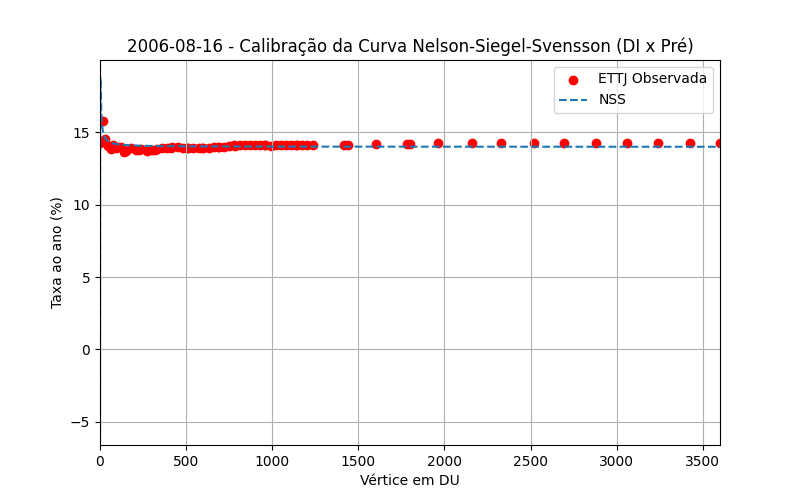 2006-08-16 - Calibração da Curva Nelson-Siegel-Svensson (DI x Pré)
ETTJ Observada
NSS
Taxa ao ano (%)
15
10
5
0
−5
0 500 1000 1500 2000 2500 3000 3500
Vértice em DU